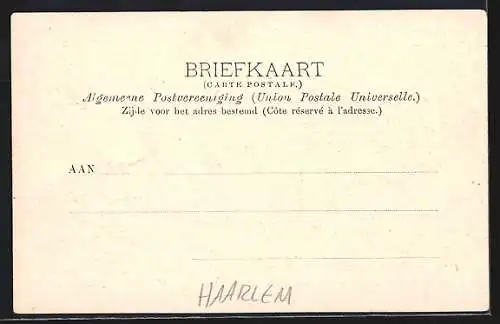 BRIEFKAART
(CARTE POSTALE.)
Algemeene Postvereeniging (Union Postale Universelle.)
Zijde voor het adres bestemd (Côte réservé à l'adresse.)
AAN
HAARLEM